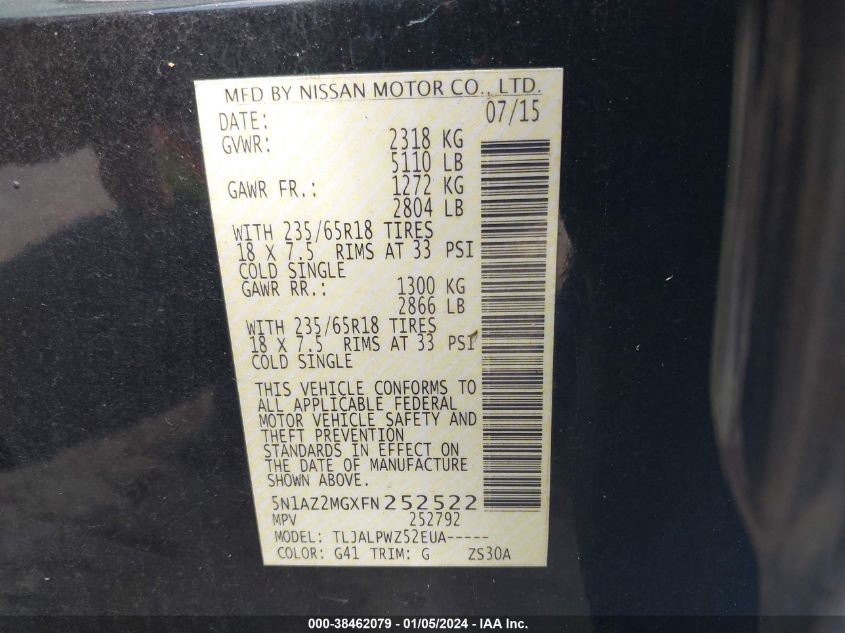 MFD BY NISSAN MOTOR CO., LTD.
DATE: 07/15
GVWR: 2318 KG
5110 LB
GAWR FR.: 1272 KG
2804 LB
WITH 235/65R18 TIRES
18 X 7.5 RIMS AT 33 PSI
COLD SINGLE
GAWR RR.: 1300 KG
2866 LB
WITH 235/65R18 TIRES
18 X 7.5 RIMS AT 33 PSI
COLD SINGLE
THIS VEHICLE CONFORMS TO
ALL APPLICABLE FEDERAL
MOTOR VEHICLE SAFETY AND
THEFT PREVENTION
STANDARDS IN EFFECT ON
THE DATE OF MANUFACTURE
SHOWN ABOVE.
5N1AZ2MGXFN252522
MPV 252792
MODEL: TLJALPWZ52EUA-----
COLOR: G41 TRIM: G ZS30A
000-38462079 - 01/05/2024 - IAA Inc.